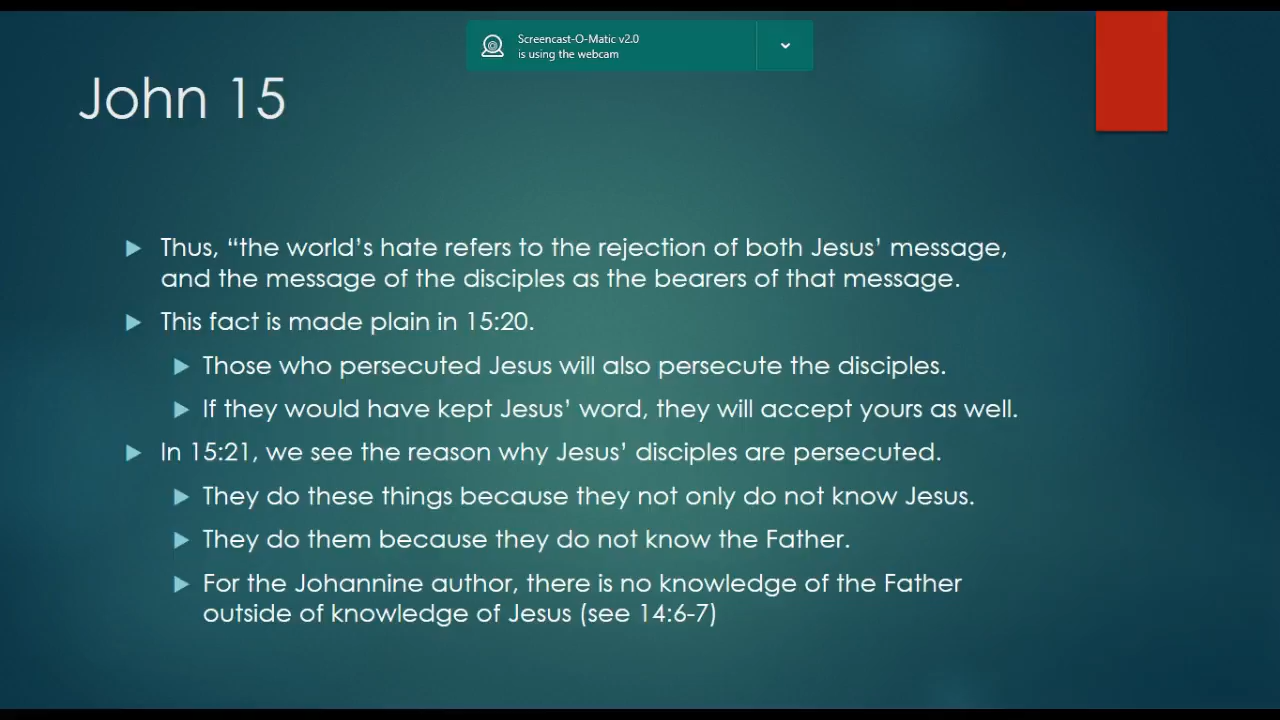 Screencast-O-Matic v2.0
is using the webcam
John 15
Thus, “the world’s hate refers to the rejection of both Jesus’ message,
and the message of the disciples as the bearers of that message.
This fact is made plain in 15:20.
Those who persecuted Jesus will also persecute the disciples.
If they would have kept Jesus’ word, they will accept yours as well.
In 15:21, we see the reason why Jesus’ disciples are persecuted.
They do these things because they not only do not know Jesus.
They do them because they do not know the Father.
For the Johannine author, there is no knowledge of the Father
outside of knowledge of Jesus (see 14:6-7)